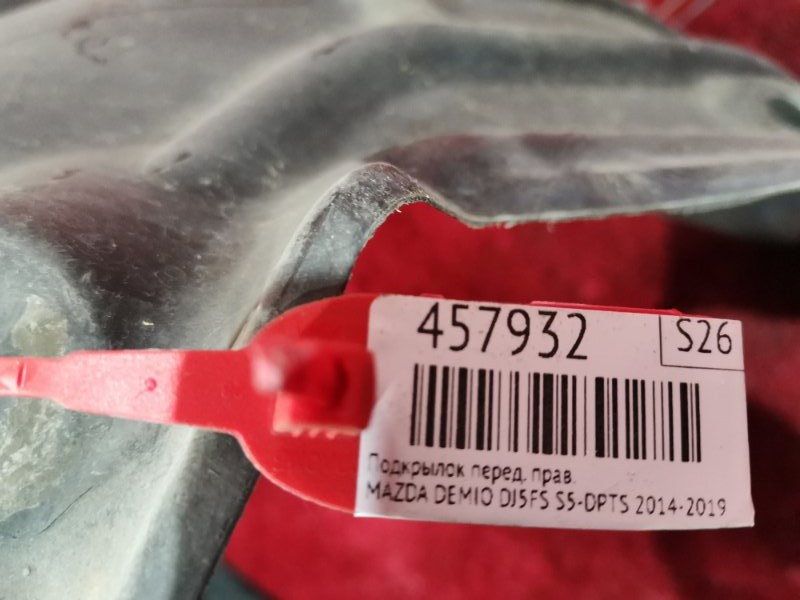 457932
S26
Подкрылок перед. прав.
MAZDA DEMIO DJ5FS S5-DPTS 2014-2019